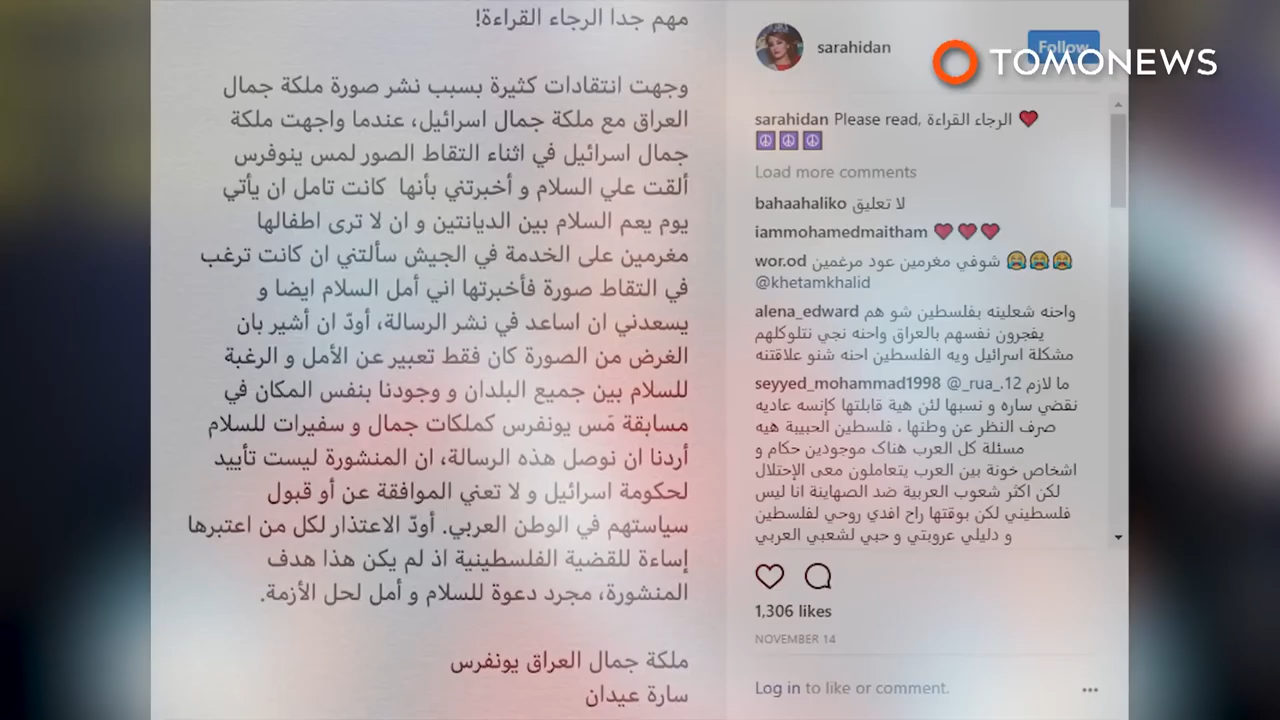 مهم جدا الرجاء القراءة!
وجهت انتقادات كثيرة بسبب نشر صورة ملكة جمال
العراق مع ملكة جمال اسرائيل، عندما واجهت ملكة
جمال اسرائيل في اثناء التقاط الصور لمس ينوفرس
ألقت علي السلام و أخبرتني بأنها كانت تامل ان يأتي
يوم يعم السلام بين الديانتين و ان لا ترى اطفالها
مغرمين على الخدمة في الجيش سألتني ان كانت ترغب
في التقاط صورة فأخبرتها اني أمل السلام ايضا و
يسعدني ان اساعد في نشر الرسالة، أودّ ان أشير بان
الغرض من الصورة كان فقط تعبير عن الأمل و الرغبة
للسلام بين جميع البلدان و وجودنا بنفس المكان في
مسابقة مَس يونفرس كملكات جمال و سفيرات للسلام
أردنا ان نوصل هذه الرسالة، ان المنشورة ليست تأييد
لحكومة اسرائيل و لا تعني الموافقة عن أو قبول
سياستهم في الوطن العربي. أودّ الاعتذار لكل من اعتبرها
إساءة للقضية الفلسطينية اذ لم يكن هذا هدف
المنشورة، مجرد دعوة للسلام و أمل لحل الأزمة.
ملكة جمال العراق يونفرس
سارة عيدان
sarahidan
Follow
TOMONEWS
sarahidan Please read, الرجاء القراءة ❤️
☮☮☮
Load more comments
bahaahaliko لا تعليق
iammohamedmaitham ❤️❤️❤️
wor.od شوفي مغرمين عود مرغمين 😭😭😭
@khetamkhalid
alena_edward واحنه شعلينه بفلسطين شو هم
يفجرون نفسهم بالعراق واحنه نجي نتلوكلهم
مشكلة اسرائيل ويه الفلسطين احنه شنو علاقتنه
seyyed_mohammad1998 @_rua_.12 ما لازم
نقضي ساره و نسبها لئن هية قابلتها كإنسه عاديه
صرف النظر عن وطنها ، فلسطين الحبيبة هيه
مسئلة كل العرب هناک موجودين حكام و
اشخاص خونة بين العرب يتعاملون معى الإحتلال
لكن اكثر شعوب العربية ضد الصهاينة انا ليس
فلسطيني لكن بوقتها راح افدي روحي لفلسطين
و دليلي عروبتي و حبي لشعبي العربي
1,306 likes
NOVEMBER 14
Log in to like or comment.